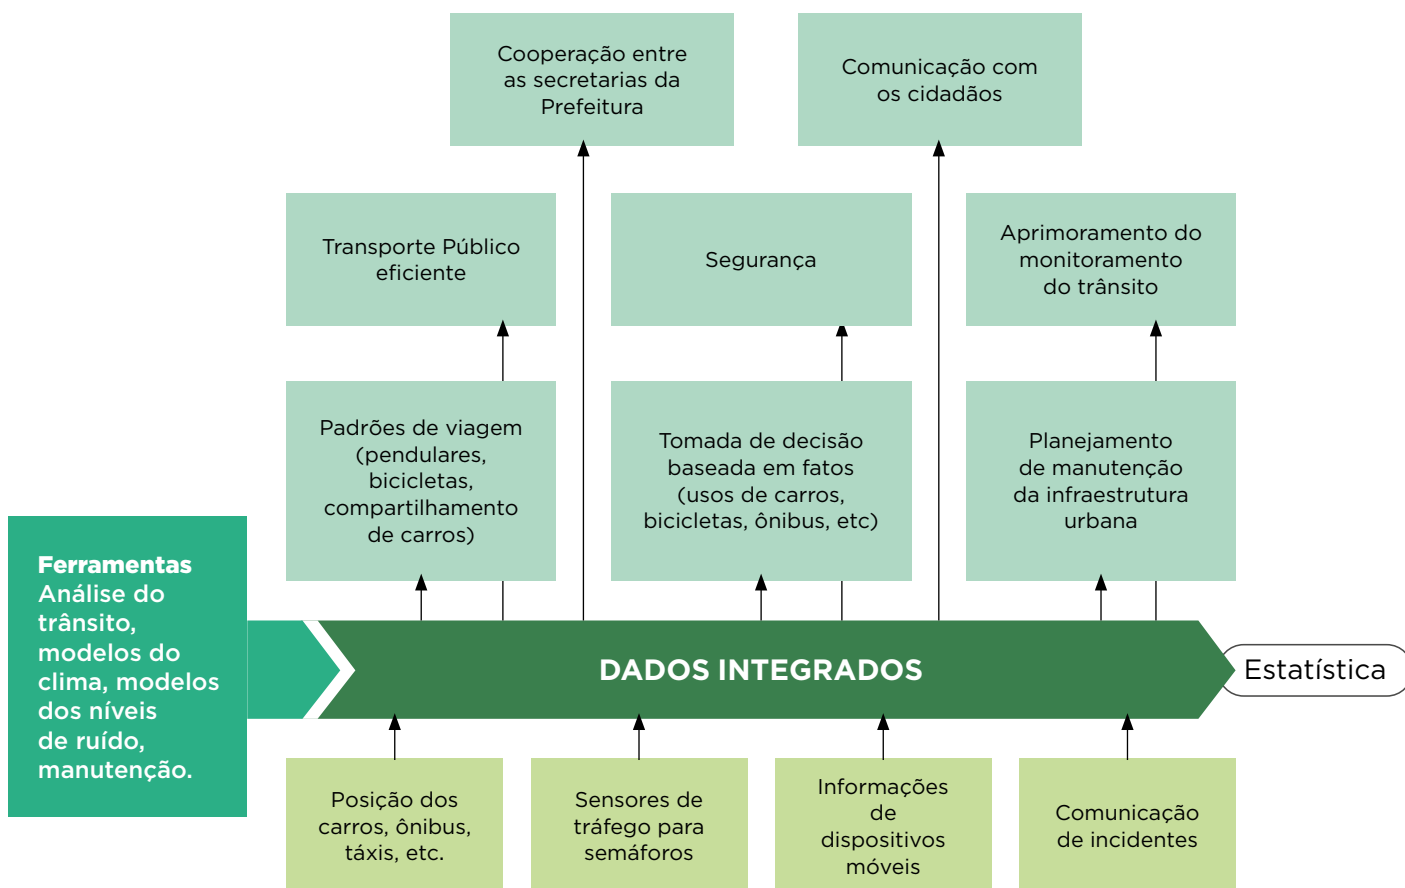 Cooperação entre
as secretarias da
Prefeitura
Comunicação com
os cidadãos
Transporte Público
eficiente
Segurança
Aprimoramento do
monitoramento
do trânsito
Padrões de viagem
(pendulares,
bicicletas,
compartilhamento
de carros)
Tomada de decisão
baseada em fatos
(usos de carros,
bicicletas, ônibus, etc)
Planejamento
de manutenção
da infraestrutura
urbana
Ferramentas
Análise do
trânsito,
modelos do
clima, modelos
dos níveis
de ruído,
manutenção.
DADOS INTEGRADOS
Estatística
Posição dos
carros, ônibus,
táxis, etc.
Sensores de
tráfego para
semáforos
Informações
de
dispositivos
móveis
Comunicação
de incidentes